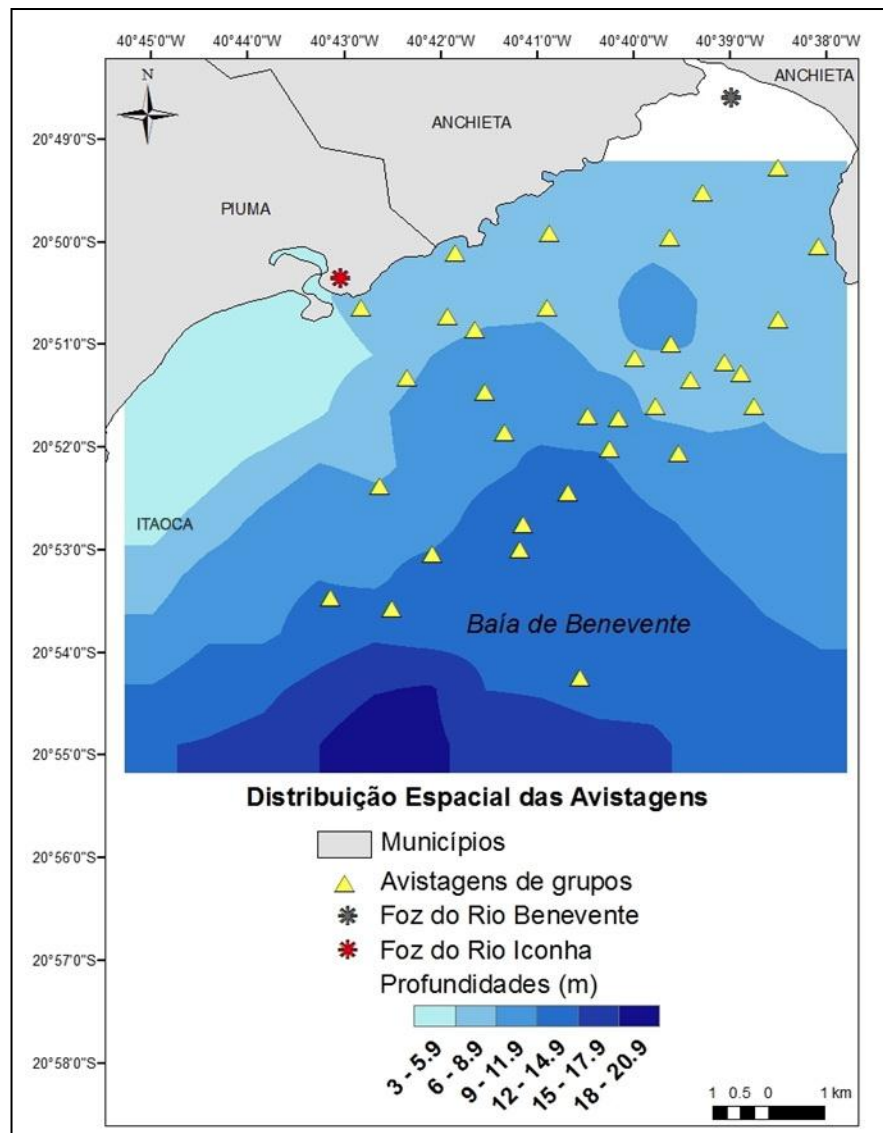 40°45'0"W 40°44'0"W 40°43'0"W 40°42'0"W 40°41'0"W 40°40'0"W 40°39'0"W 40°38'0"W
N
ANCHIETA
ANCHIETA
20°49'0"S
PIUMA
20°50'0"S
20°51'0"S
20°52'0"S
ITAOCA
20°53'0"S
Baía de Benevente
20°54'0"S
20°55'0"S
Distribuição Espacial das Avistagens
Municípios
20°56'0"S
Avistagens de grupos
Foz do Rio Benevente
Foz do Rio Iconha
20°57'0"S
Profundidades (m)
3 - 5.9
6 - 8.9
9 - 11.9
12 - 14.9
15 - 17.9
18 - 20.9
20°58'0"S
1 0.5 0 1 km